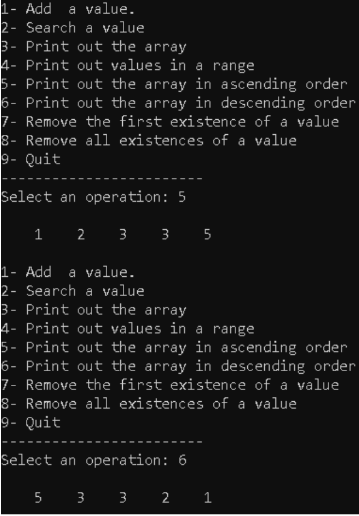 1- Add  a value.
2- Search a value
3- Print out the array
4- Print out values in a range
5- Print out the array in ascending order
6- Print out the array in descending order
7- Remove the first existence of a value
8- Remove all existences of a value
9- Quit
------------------------
Select an operation: 5
1    2    3    3    5
1- Add  a value.
2- Search a value
3- Print out the array
4- Print out values in a range
5- Print out the array in ascending order
6- Print out the array in descending order
7- Remove the first existence of a value
8- Remove all existences of a value
9- Quit
------------------------
Select an operation: 6
5    3    3    2    1